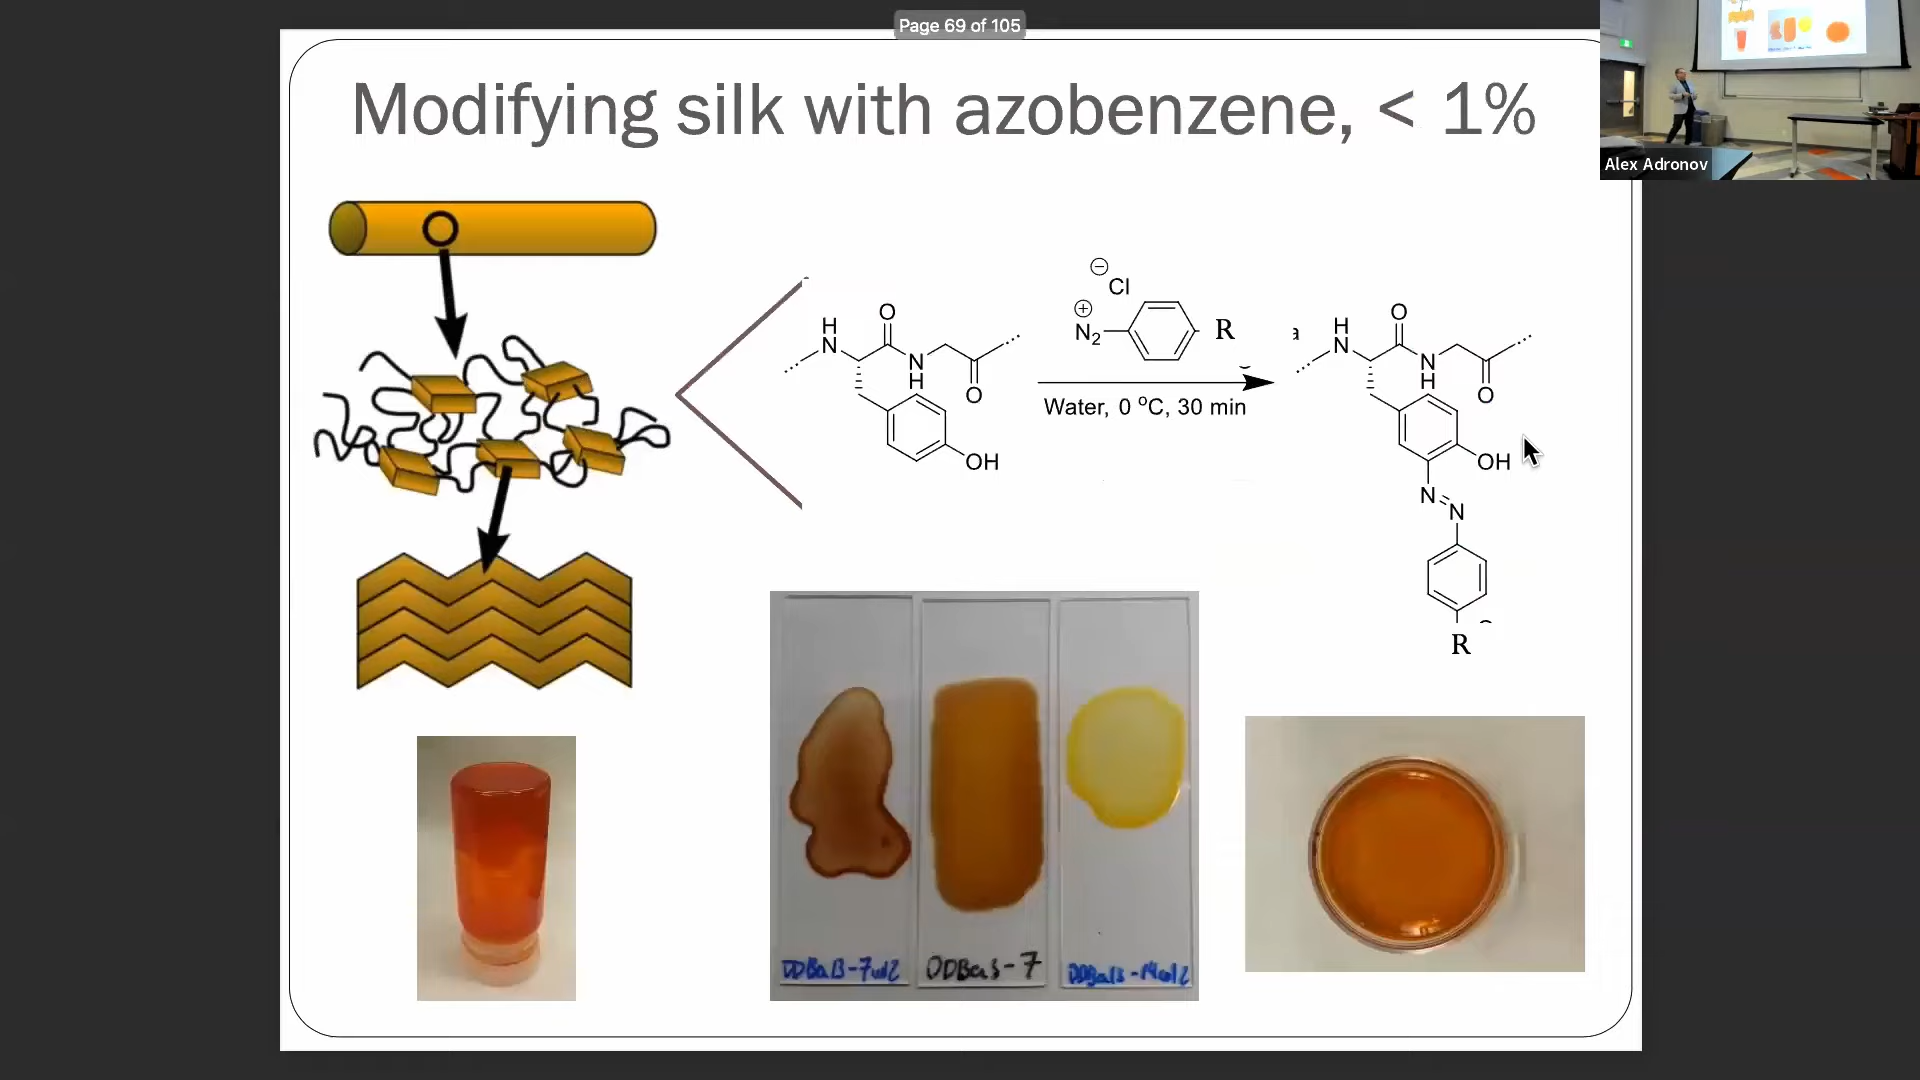 Page 69 of 105
Modifying silk with azobenzene, < 1%
Alex Adronov
Cl
N2
R
H
N
O
N
H
O
OH
Water, 0 °C, 30 min
a
H
N
O
N
H
O
OH
N
N
R
DDBaS-7